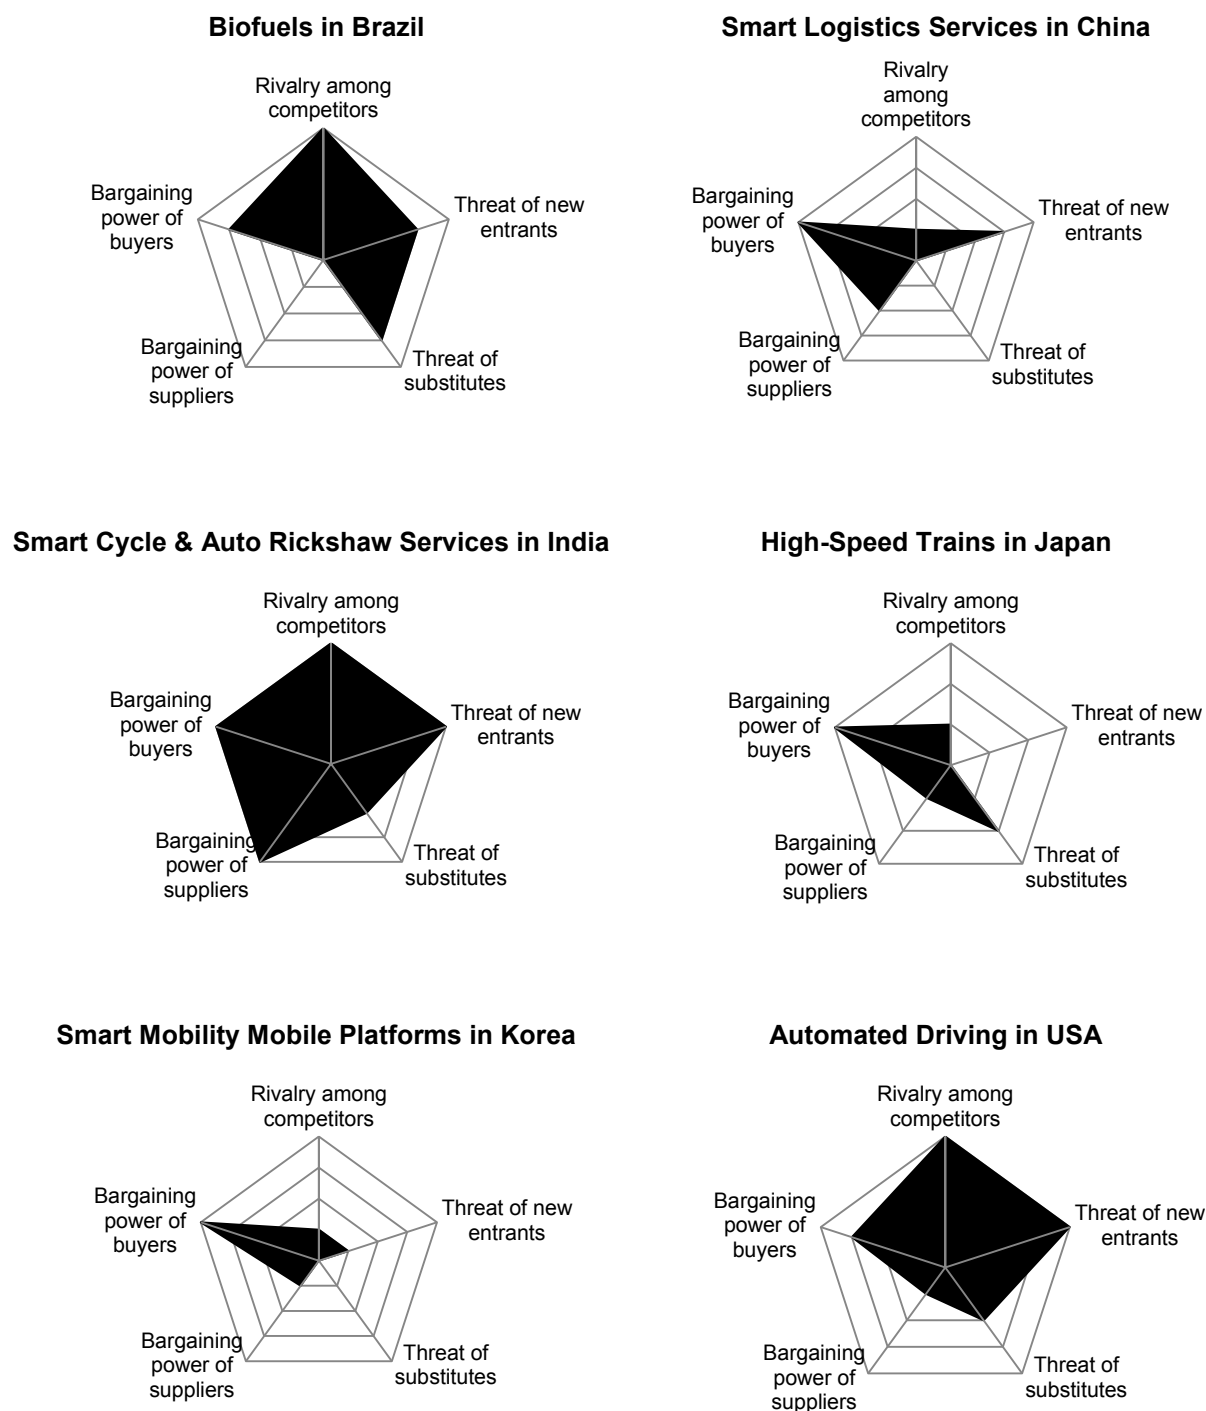 Biofuels in Brazil
Rivalry among
competitors
Threat of new
entrants
Threat of
substitutes
Bargaining
power of
suppliers
Bargaining
power of
buyers
Smart Logistics Services in China
Rivalry
among
competitors
Threat of new
entrants
Threat of
substitutes
Bargaining
power of
suppliers
Bargaining
power of
buyers
Smart Cycle & Auto Rickshaw Services in India
Rivalry among
competitors
Threat of new
entrants
Threat of
substitutes
Bargaining
power of
suppliers
Bargaining
power of
buyers
High-Speed Trains in Japan
Rivalry among
competitors
Threat of new
entrants
Threat of
substitutes
Bargaining
power of
suppliers
Bargaining
power of
buyers
Smart Mobility Mobile Platforms in Korea
Rivalry among
competitors
Threat of new
entrants
Threat of
substitutes
Bargaining
power of
suppliers
Bargaining
power of
buyers
Automated Driving in USA
Rivalry among
competitors
Threat of new
entrants
Threat of
substitutes
Bargaining
power of
suppliers
Bargaining
power of
buyers